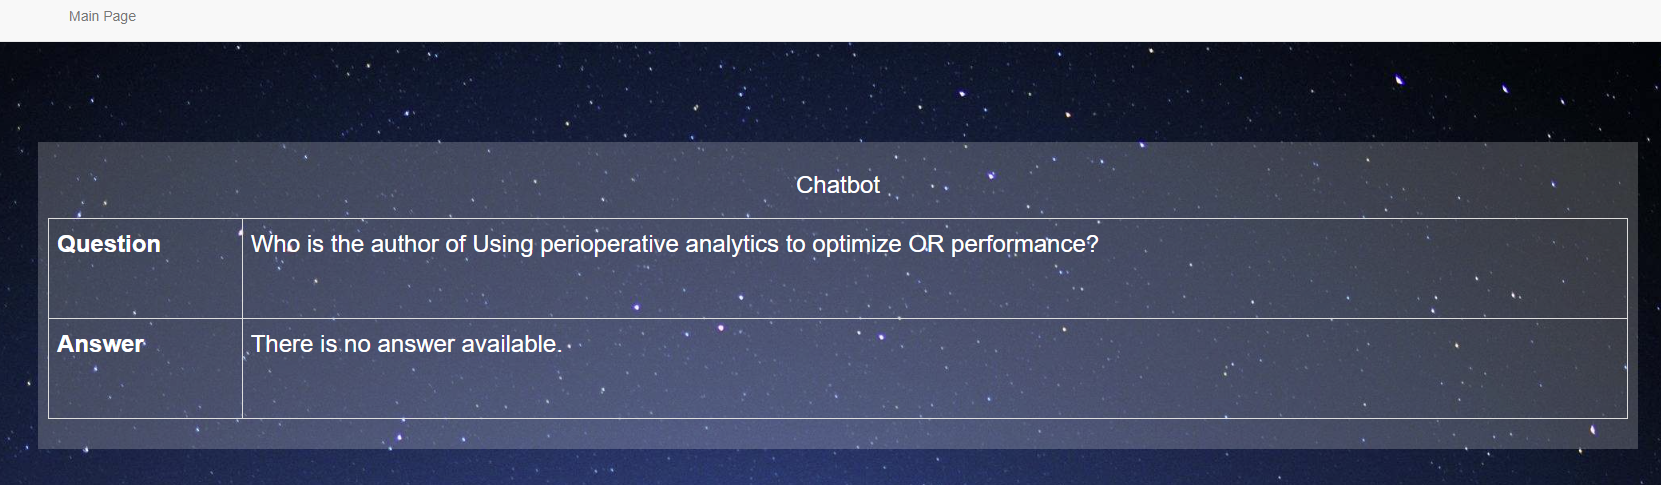 Main Page
Chatbot
Question
Who is the author of Using perioperative analytics to optimize OR performance?
Answer
There is no answer available.